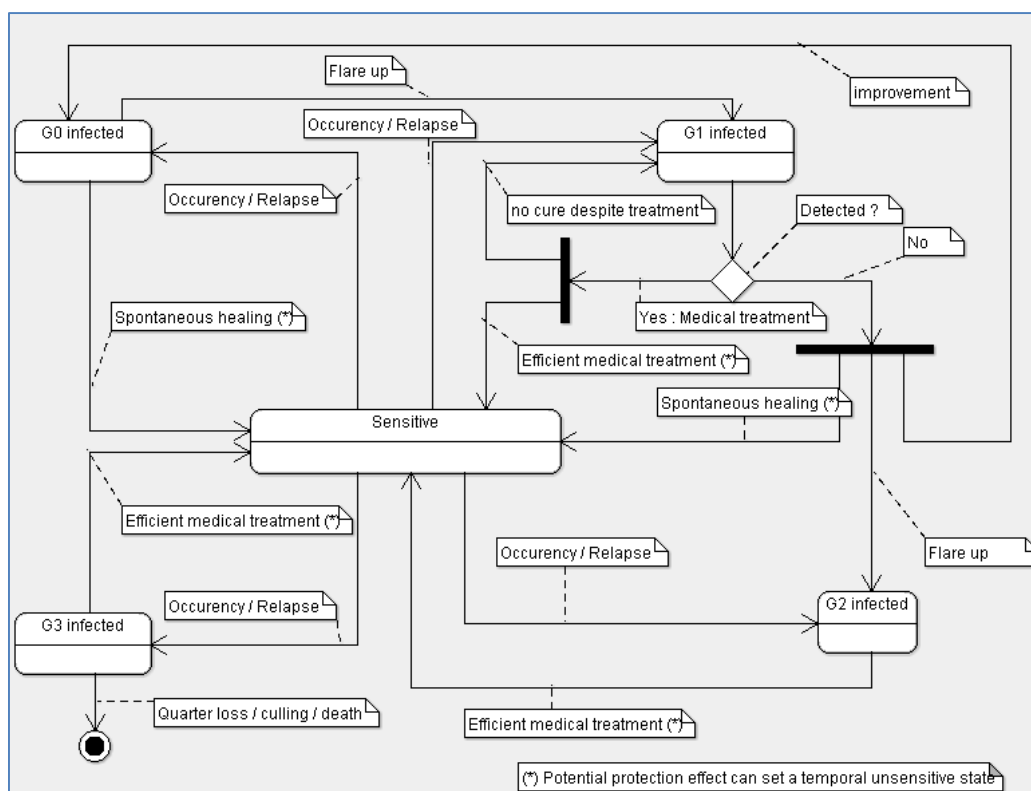 Flare up
improvement
Occurency / Relapse
G0 infected
G1 infected
Occurency / Relapse
no cure despite treatment
Detected ?
No
Spontaneous healing (*)
Yes : Medical treatment
Efficient medical treatment (*)
Spontaneous healing (*)
Sensitive
Efficient medical treatment (*)
Occurency / Relapse
Flare up
Occurency / Relapse
G2 infected
G3 infected
Quarter loss / culling / death
Efficient medical treatment (*)
(*) Potential protection effect can set a temporal unsensitive state